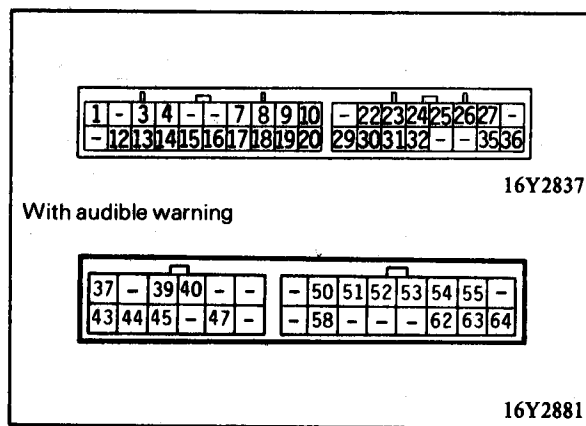 1 - 3 4 - - 7 8 9 10 - 22 23 24 25 26 27 -
- 12 13 14 15 16 17 18 19 20 29 30 31 32 - - 35 36
16Y2837
With audible warning
37 - 39 40 - - - 50 51 52 53 54 55 -
43 44 45 - 47 - - 58 - - - 62 63 64
16Y2881